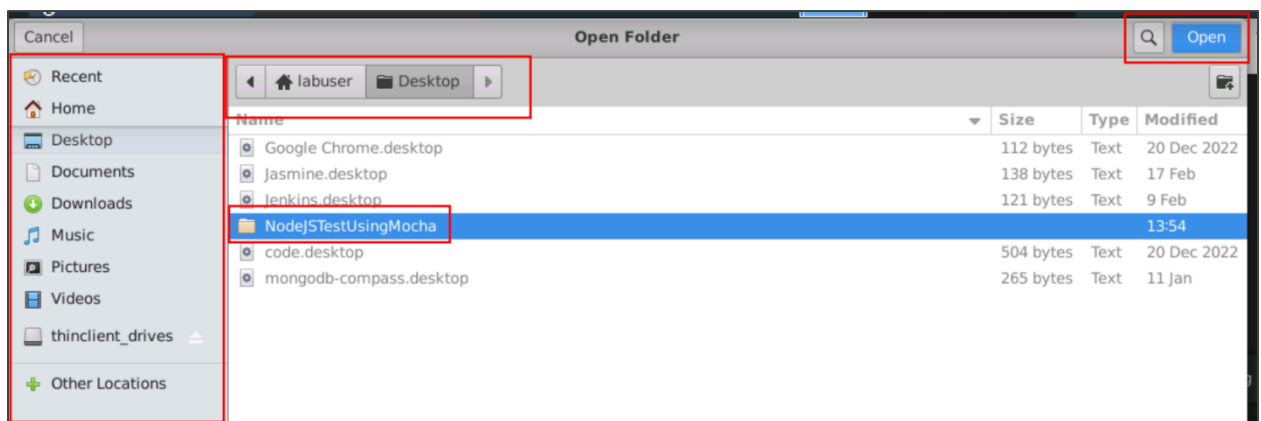 Cancel Open Folder Open
Recent
Home
Desktop
Documents
Downloads
Music
Pictures
Videos
thinclient_drives
Other Locations
labuser Desktop
Name Size Type Modified
Google Chrome.desktop 112 bytes Text 20 Dec 2022
Jasmine.desktop 138 bytes Text 17 Feb
Jenkins.desktop 121 bytes Text 9 Feb
NodeJSTestUsingMocha 13:54
code.desktop 504 bytes Text 20 Dec 2022
mongodb-compass.desktop 265 bytes Text 11 Jan